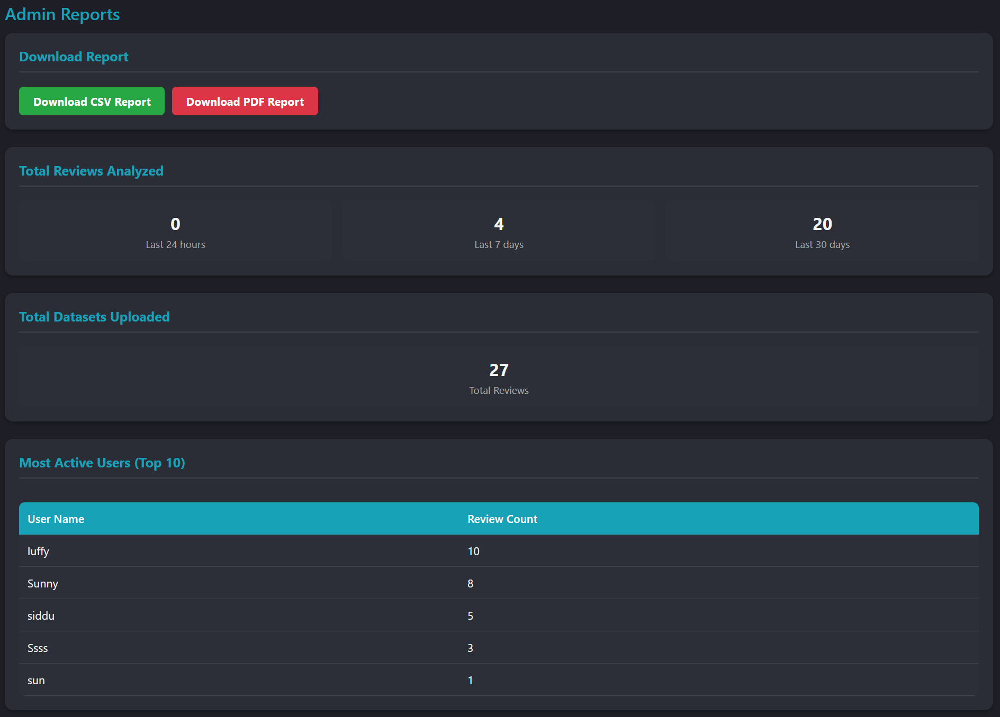 Admin Reports
Download Report
Download CSV Report Download PDF Report
Total Reviews Analyzed
0 4 20
Last 24 hours Last 7 days Last 30 days
Total Datasets Uploaded
27
Total Reviews
Most Active Users (Top 10)
User Name Review Count
luffy 10
Sunny 8
siddu 5
Ssss 3
sun 1